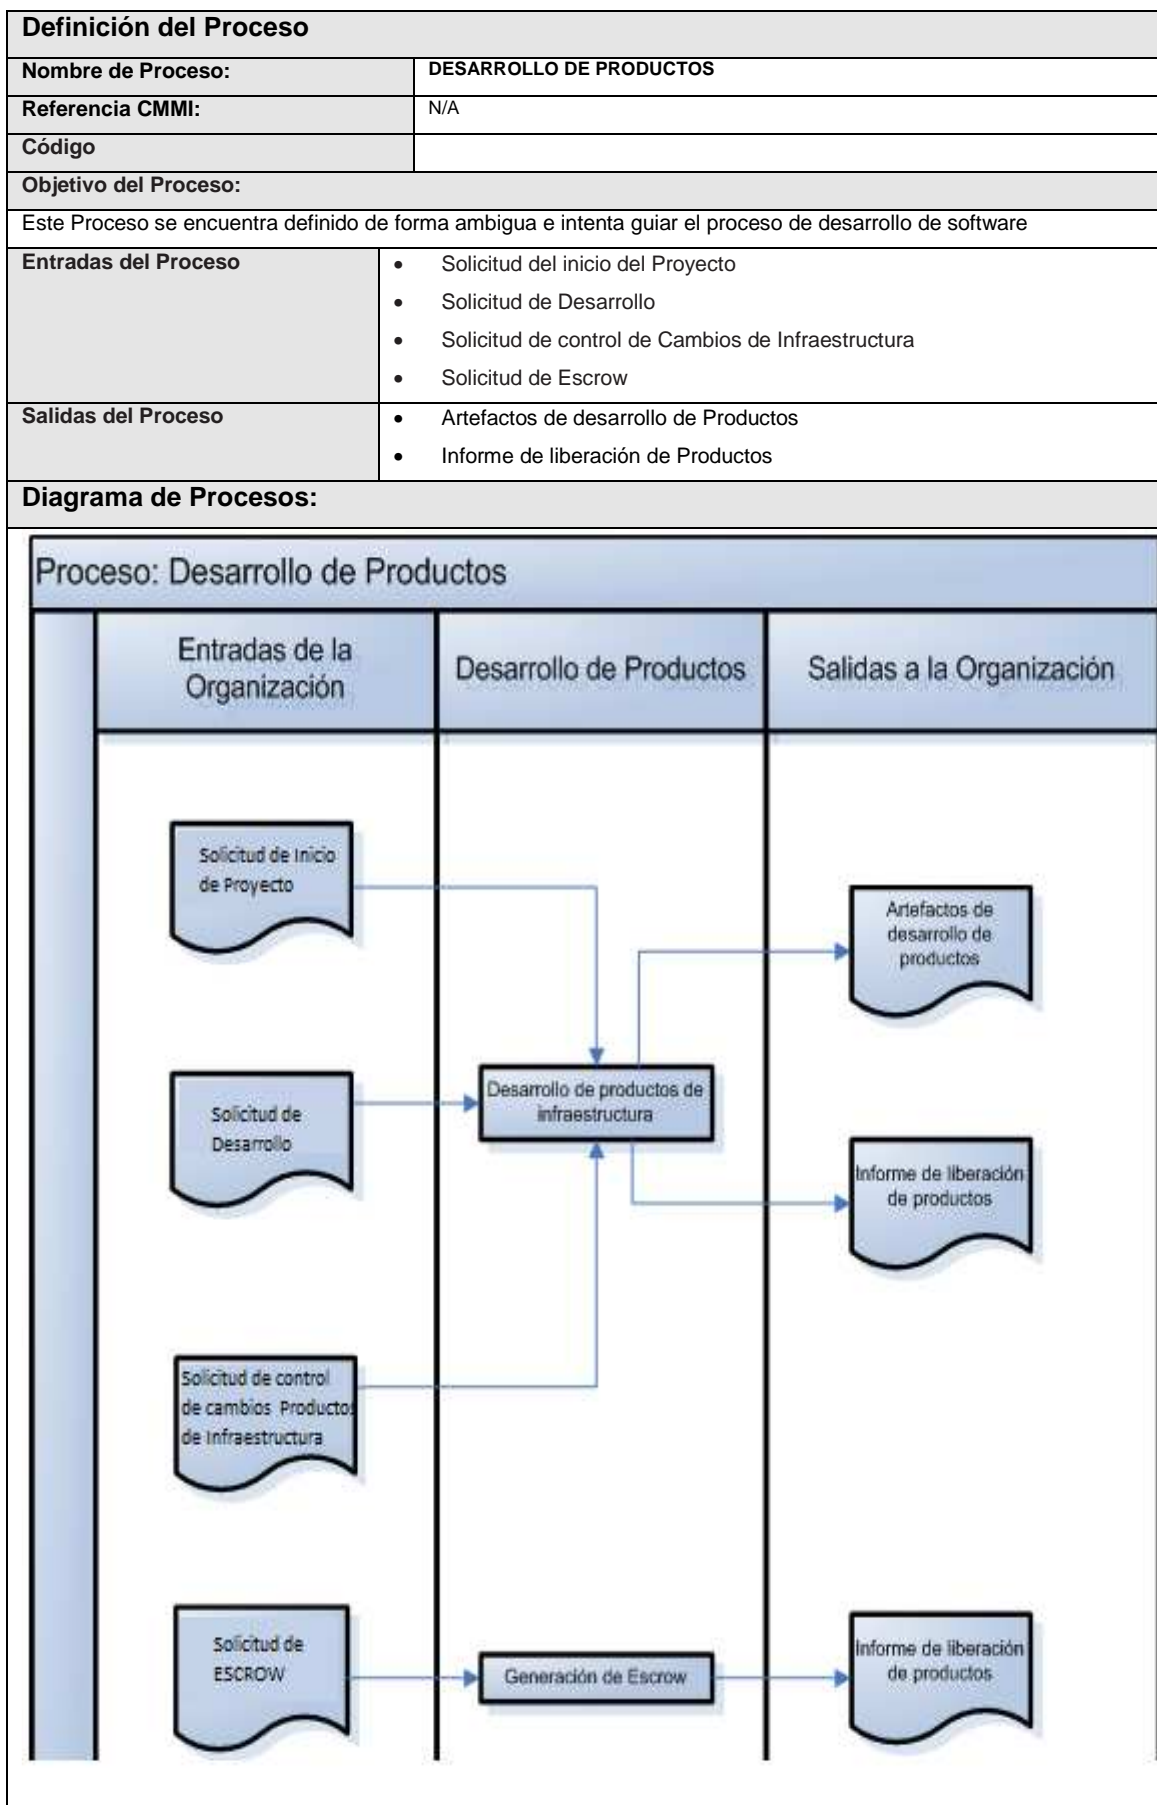 Definición del Proceso
Nombre de Proceso: DESARROLLO DE PRODUCTOS
Referencia CMMI: N/A
Código
Objetivo del Proceso:
Este Proceso se encuentra definido de forma ambigua e intenta guiar el proceso de desarrollo de software
Entradas del Proceso
• Solicitud del inicio del Proyecto
• Solicitud de Desarrollo
• Solicitud de control de Cambios de Infraestructura
• Solicitud de Escrow
Salidas del Proceso
• Artefactos de desarrollo de Productos
• Informe de liberación de Productos
Diagrama de Procesos:
Proceso: Desarrollo de Productos
Entradas de la
Organización
Desarrollo de Productos
Salidas a la Organización
Solicitud de Inicio
de Proyecto
Artefactos de
desarrollo de
productos
Solicitud de
Desarrollo
Desarrollo de productos de
infraestructura
Informe de liberación
de productos
Solicitud de control
de cambios Productos
de Infraestructura
Solicitud de
ESCROW
Generación de Escrow
Informe de liberación
de productos